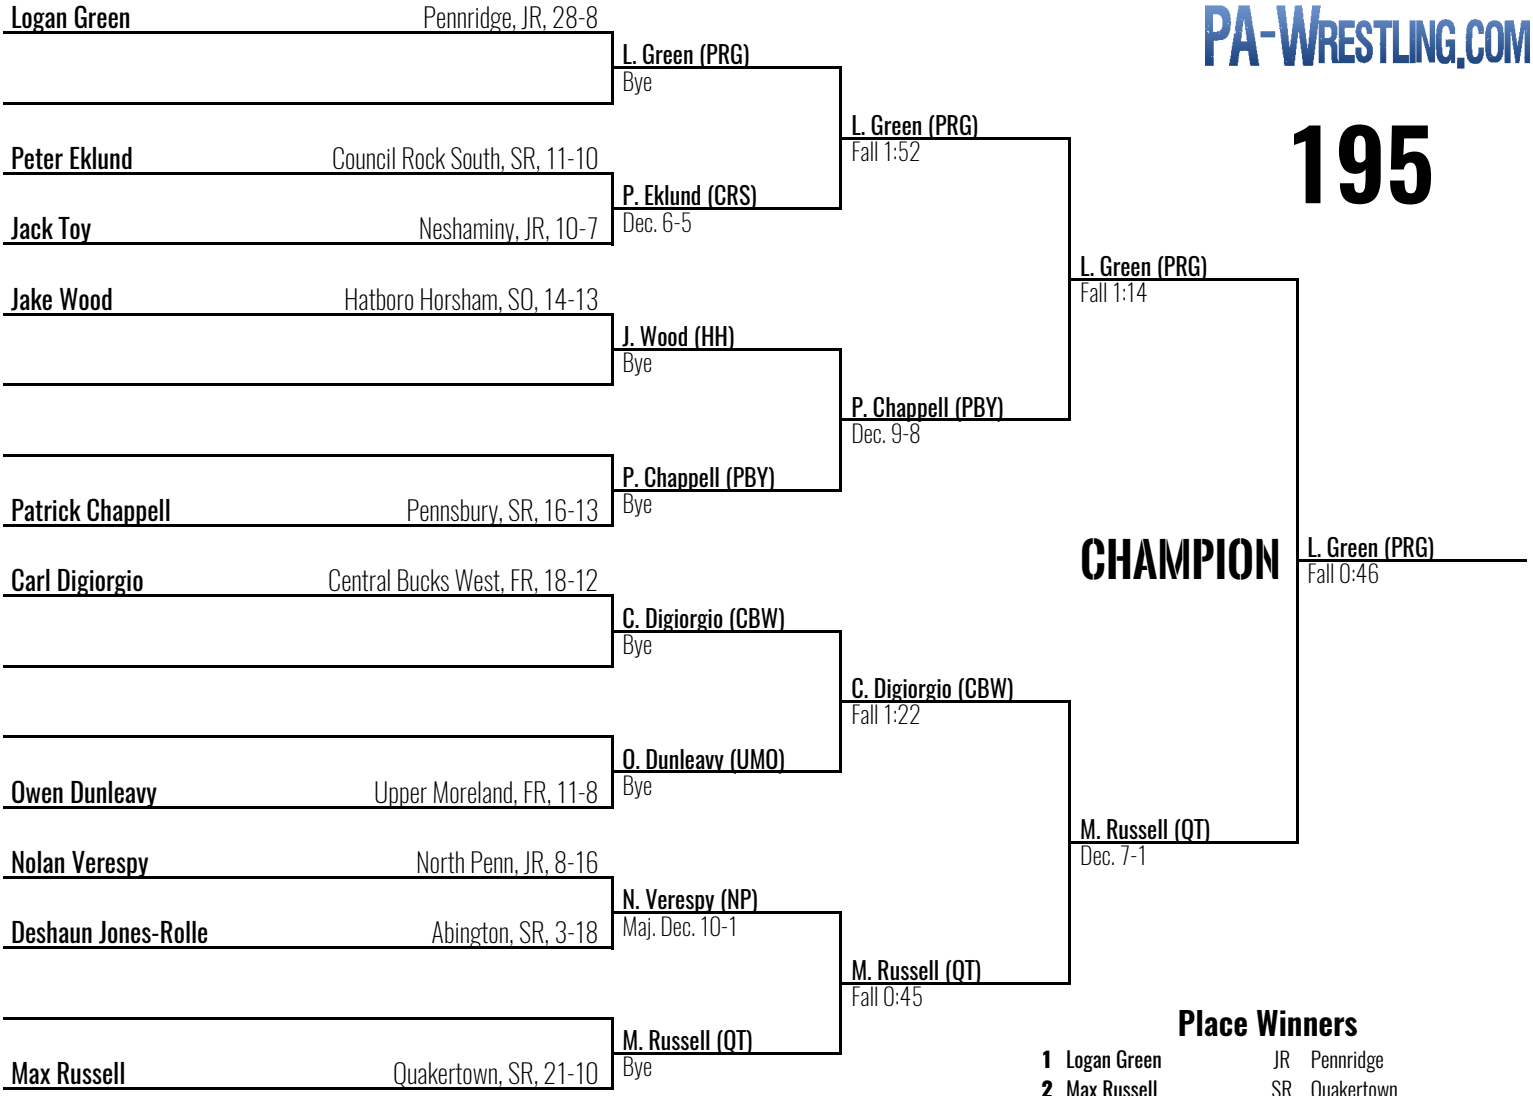 PA-WRESTLING.COM
195
Logan Green Pennridge, JR, 28-8
L. Green (PRG)
Bye
Peter Eklund Council Rock South, SR, 11-10
P. Eklund (CRS)
Dec. 6-5
Jack Toy Neshaminy, JR, 10-7
L. Green (PRG)
Fall 1:52
Jake Wood Hatboro Horsham, SO, 14-13
J. Wood (HH)
Bye
Patrick Chappell Pennsbury, SR, 16-13
P. Chappell (PBY)
Bye
P. Chappell (PBY)
Dec. 9-8
L. Green (PRG)
Fall 1:14
Carl Digiorgio Central Bucks West, FR, 18-12
C. Digiorgio (CBW)
Bye
Owen Dunleavy Upper Moreland, FR, 11-8
O. Dunleavy (UMO)
Bye
C. Digiorgio (CBW)
Fall 1:22
Nolan Verespy North Penn, JR, 8-16
N. Verespy (NP)
Maj. Dec. 10-1
Deshaun Jones-Rolle Abington, SR, 3-18
Max Russell Quakertown, SR, 21-10
M. Russell (QT)
Bye
M. Russell (QT)
Fall 0:45
M. Russell (QT)
Dec. 7-1
CHAMPION
L. Green (PRG)
Fall 0:46
Place Winners
1 Logan Green JR Pennridge
2 Max Russell SR Quakertown